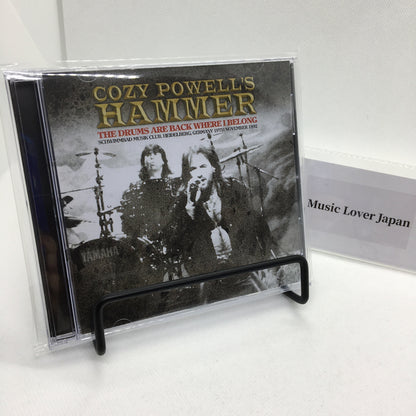 COZY POWELL'S
HAMMER
THE DRUMS ARE BACK WHERE I BELONG
SCHWIMMBAD MUSIK CLUB, HEIDELBERG, GERMANY 19TH NOVEMBER 1992
YAMAHA
Music Lover Japan